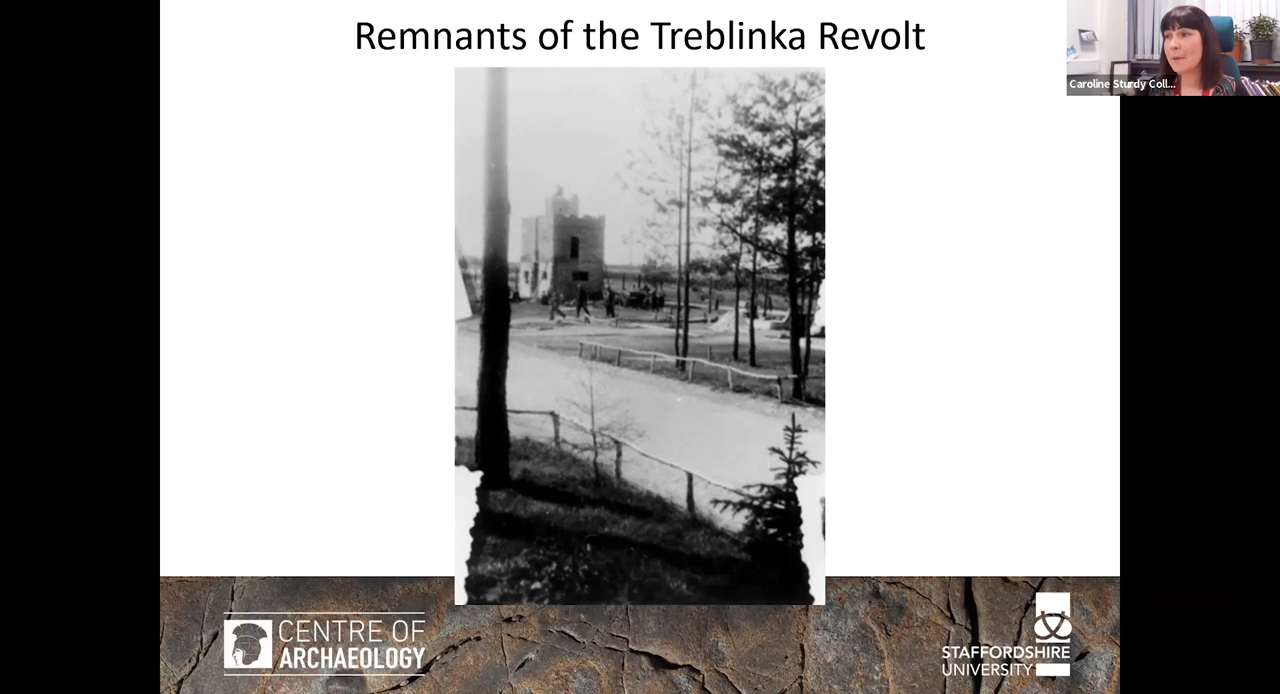 Remnants of the Treblinka Revolt
Caroline Sturdy Coll...
CENTRE OF
ARCHAEOLOGY
STAFFORDSHIRE
UNIVERSITY